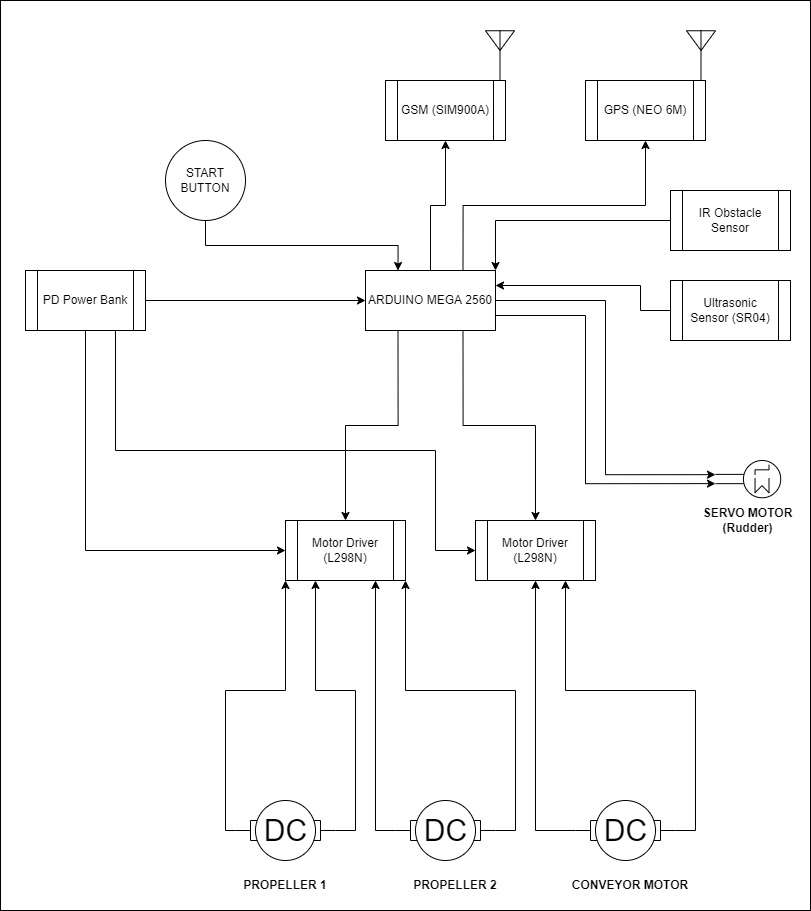 GSM (SIM900A)
GPS (NEO 6M)
START
BUTTON
IR Obstacle
Sensor
PD Power Bank
ARDUINO MEGA 2560
Ultrasonic
Sensor (SR04)
SERVO MOTOR
(Rudder)
Motor Driver
(L298N)
Motor Driver
(L298N)
DC
DC
DC
PROPELLER 1
PROPELLER 2
CONVEYOR MOTOR